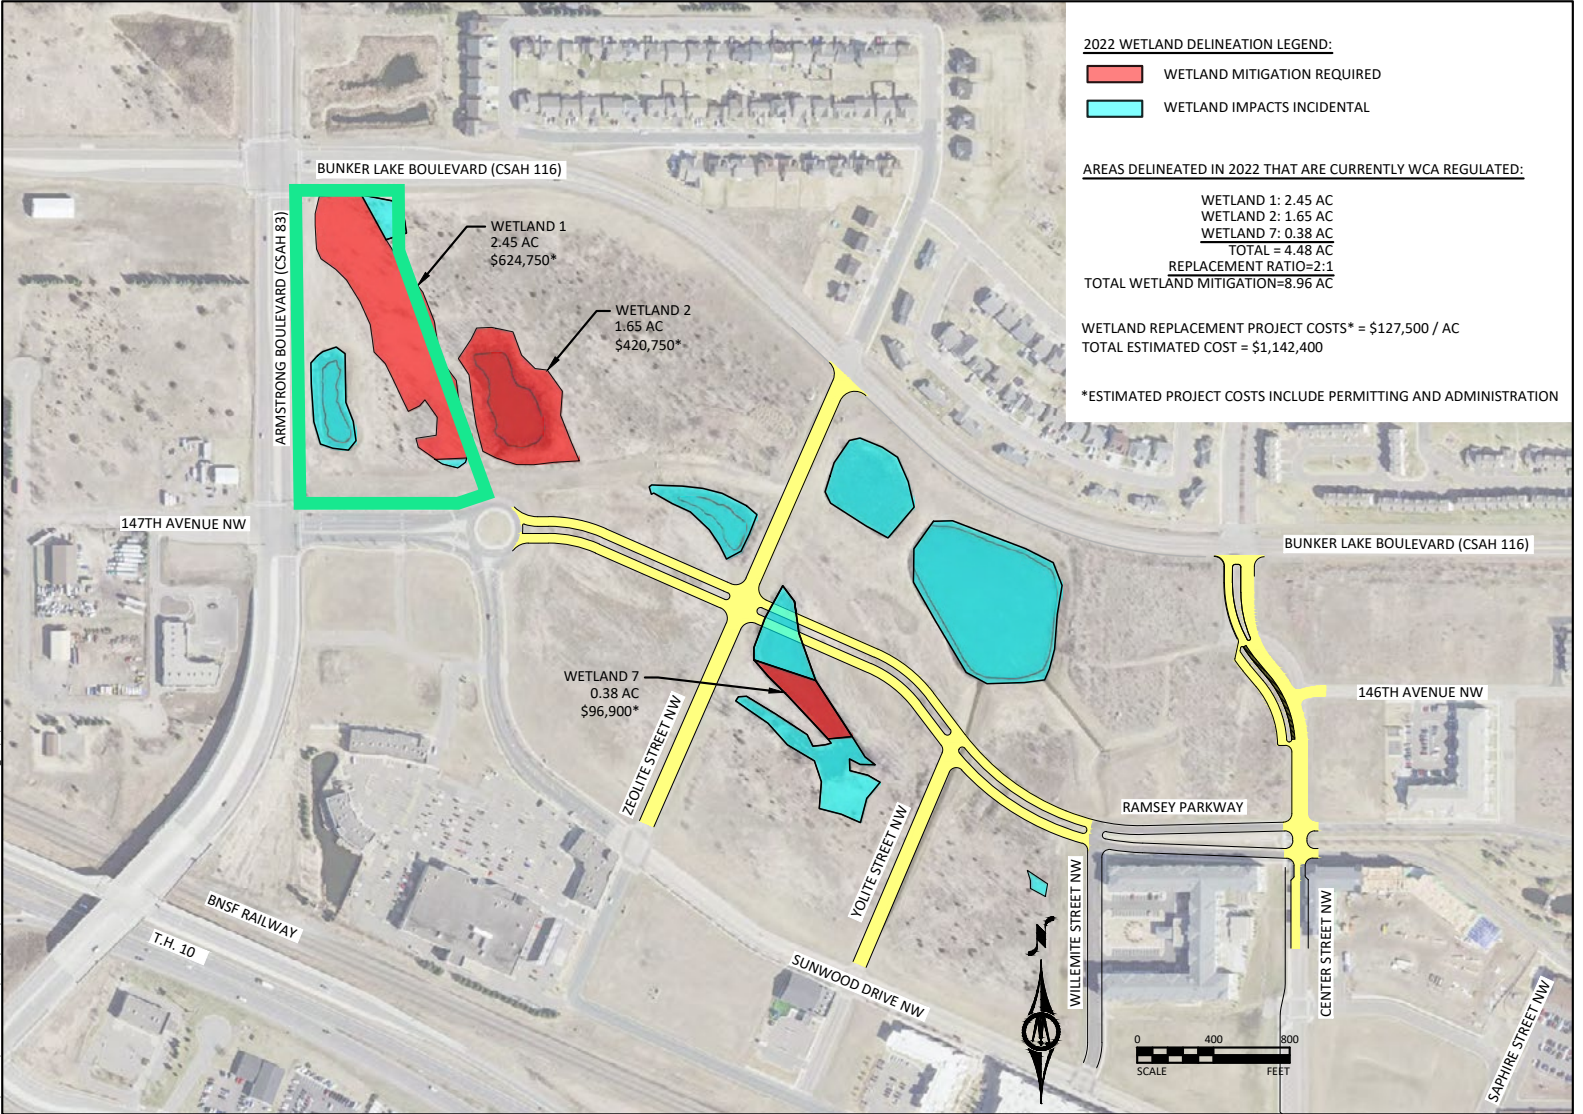 2022 WETLAND DELINEATION LEGEND:
WETLAND MITIGATION REQUIRED
WETLAND IMPACTS INCIDENTAL
AREAS DELINEATED IN 2022 THAT ARE CURRENTLY WCA REGULATED:
WETLAND 1: 2.45 AC
WETLAND 2: 1.65 AC
WETLAND 7: 0.38 AC
TOTAL = 4.48 AC
REPLACEMENT RATIO=2:1
TOTAL WETLAND MITIGATION=8.96 AC
WETLAND REPLACEMENT PROJECT COSTS* = $127,500 / AC
TOTAL ESTIMATED COST = $1,142,400
*ESTIMATED PROJECT COSTS INCLUDE PERMITTING AND ADMINISTRATION
BUNKER LAKE BOULEVARD (CSAH 116)
ARMSTRONG BOULEVARD (CSAH 83)
WETLAND 1
2.45 AC
$624,750*
WETLAND 2
1.65 AC
$420,750*
147TH AVENUE NW
BUNKER LAKE BOULEVARD (CSAH 116)
WETLAND 7
0.38 AC
$96,900*
ZEOLITE STREET NW
146TH AVENUE NW
RAMSEY PARKWAY
YOLITE STREET NW
WILLEMITE STREET NW
CENTER STREET NW
BNSF RAILWAY
T.H. 10
SUNWOOD DRIVE NW
SAPHIRE STREET NW
N
0 400 800
SCALE FEET